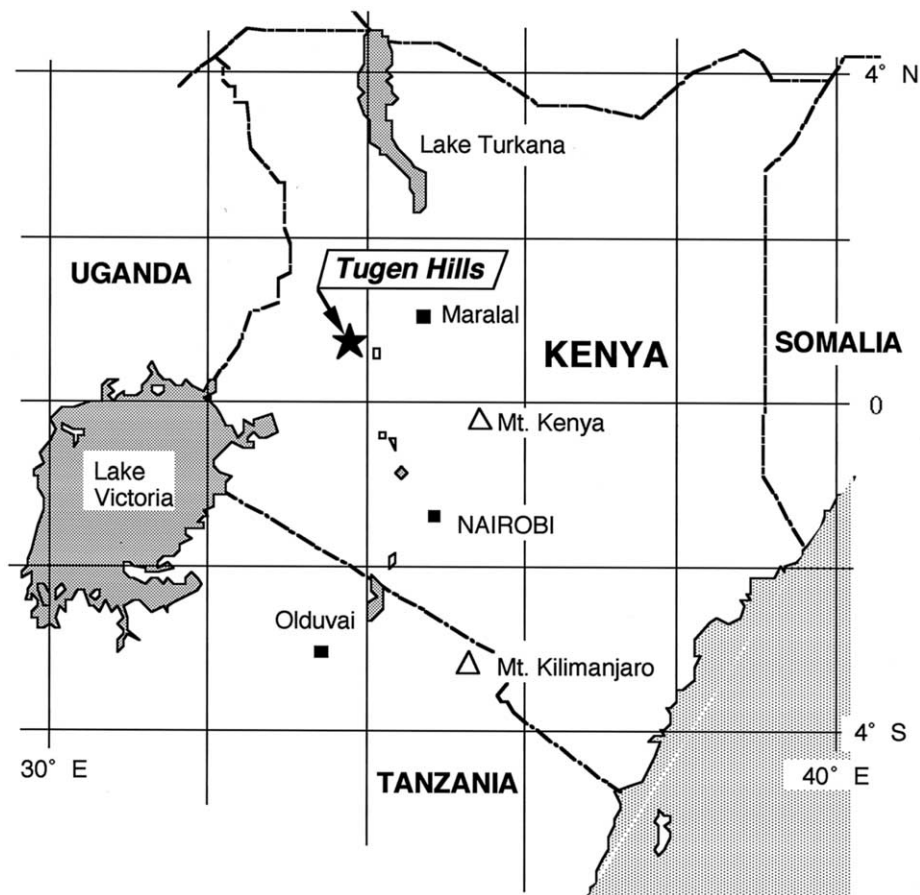 4° N
Lake Turkana
UGANDA
Tugen Hills
Maralal
KENYA
SOMALIA
0
Mt. Kenya
Lake
Victoria
NAIROBI
Olduvai
Mt. Kilimanjaro
4° S
30° E
TANZANIA
40° E